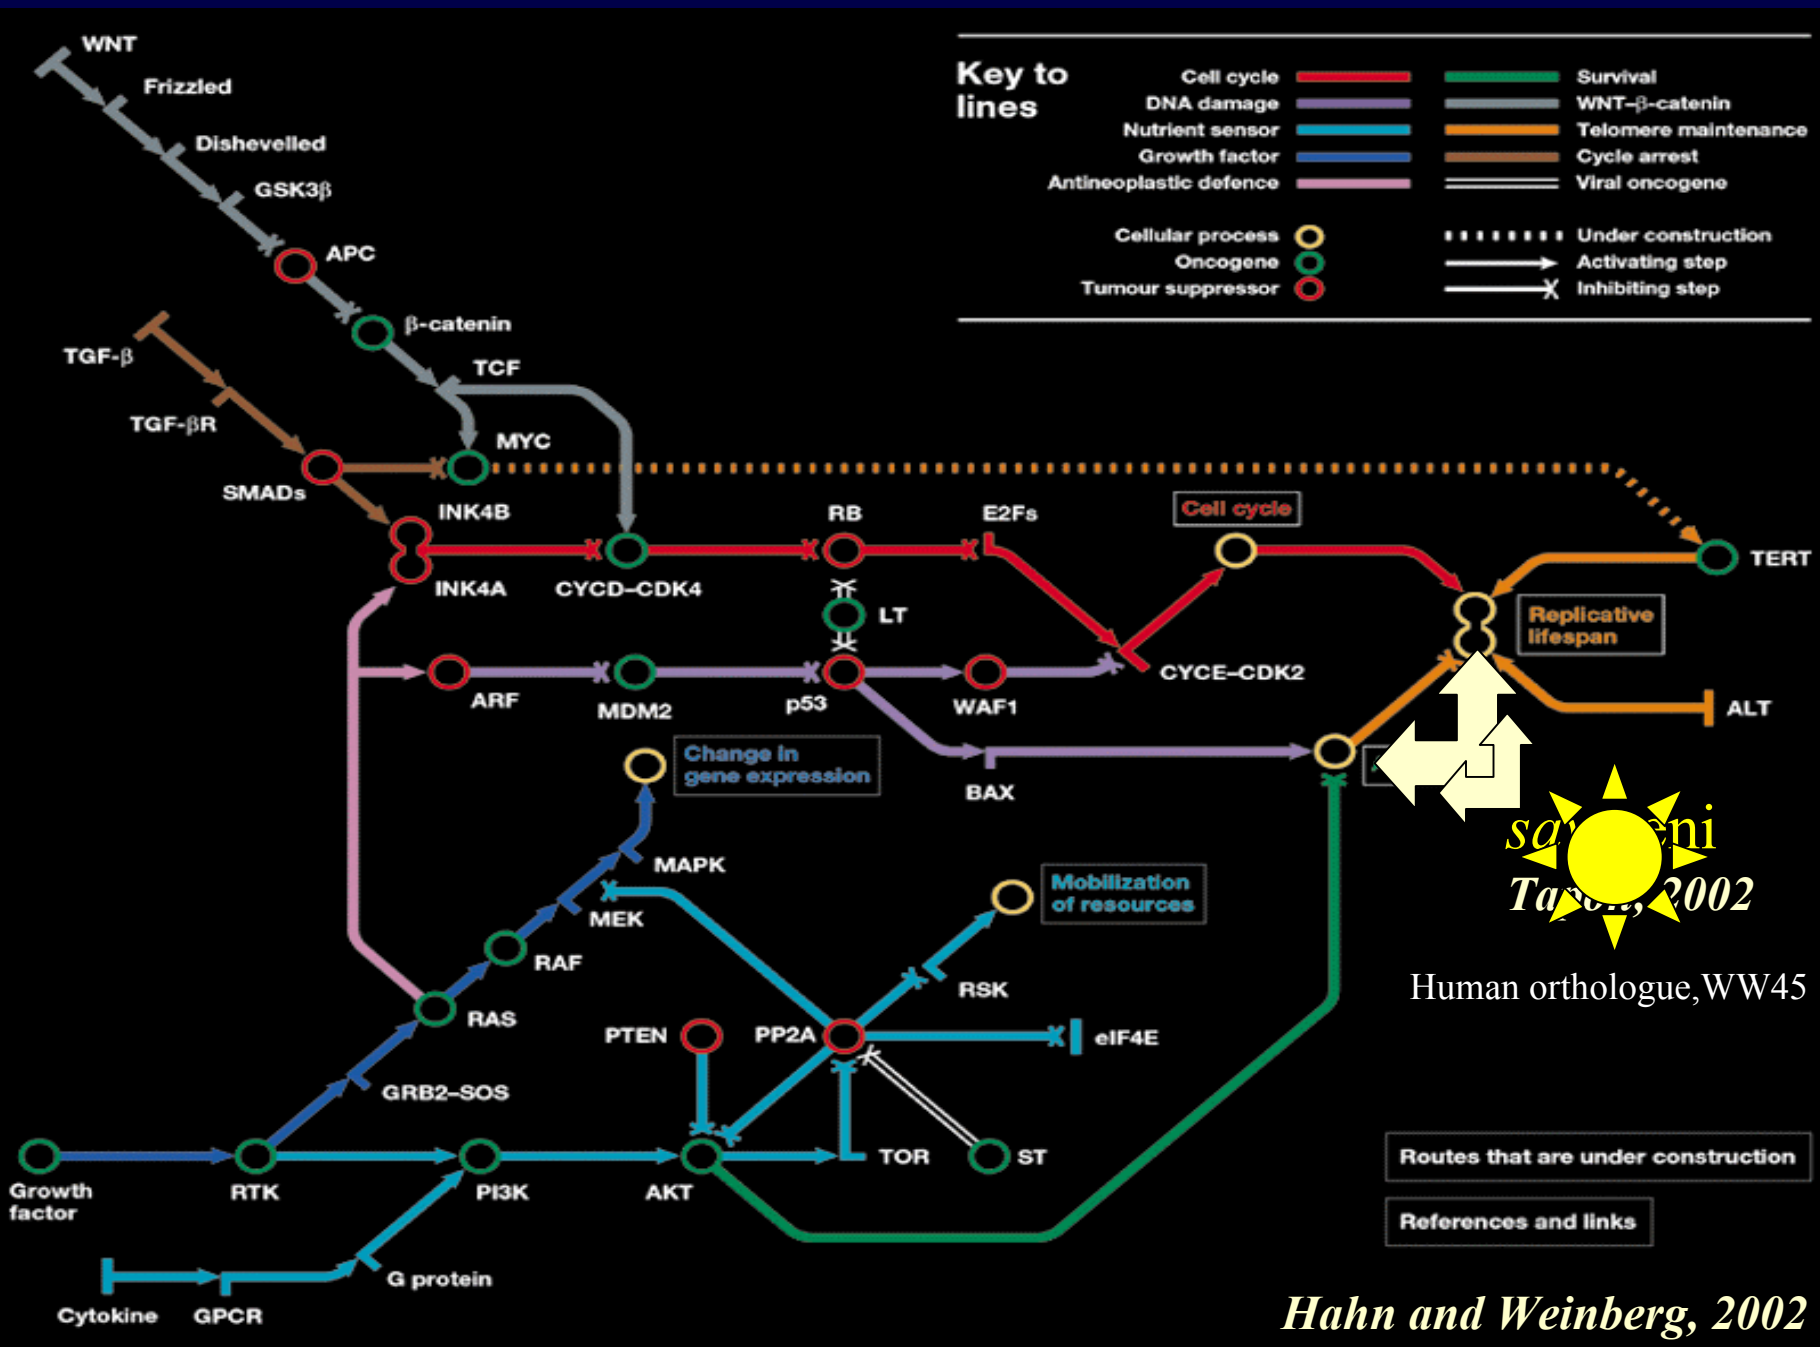 WNT
Frizzled
Dishevelled
GSK3β
APC
β-catenin
TCF
TGF-β
TGF-βR
SMADs
MYC
INK4B
INK4A
Key to
lines
Cell cycle
DNA damage
Nutrient sensor
Growth factor
Antineoplastic defence
Survival
WNT–β-catenin
Telomere maintenance
Cycle arrest
Viral oncogene
Cellular process
Oncogene
Tumour suppressor
Under construction
Activating step
Inhibiting step
CYCD–CDK4
RB
E2Fs
Cell cycle
TERT
LT
Replicative
lifespan
ARF
MDM2
p53
WAF1
CYCE–CDK2
ALT
Change in
gene expression
BAX
MAPK
MEK
RAF
RAS
Mobilization
of resources
RSK
2002
Human orthologue,WW45
PTEN
PP2A
eIF4E
GRB2–SOS
TOR
ST
Growth
factor
RTK
PI3K
AKT
G protein
Cytokine
GPCR
Routes that are under construction
References and links
Hahn and Weinberg, 2002